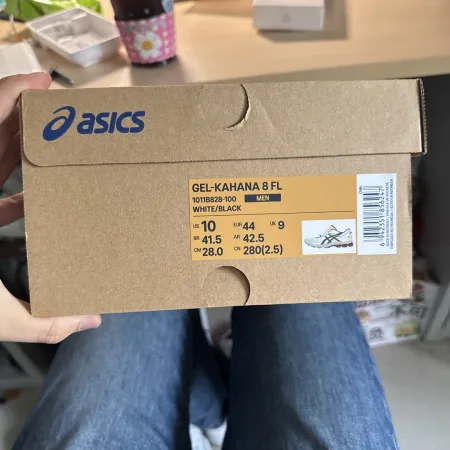 asics
GEL-KAHANA 8 FL
1011B828-100 MEN
WHITE/BLACK
US 10 EUR 44 UK 9
BR 41.5 AR 42.5
CM 28.0 CN 280(2.5)